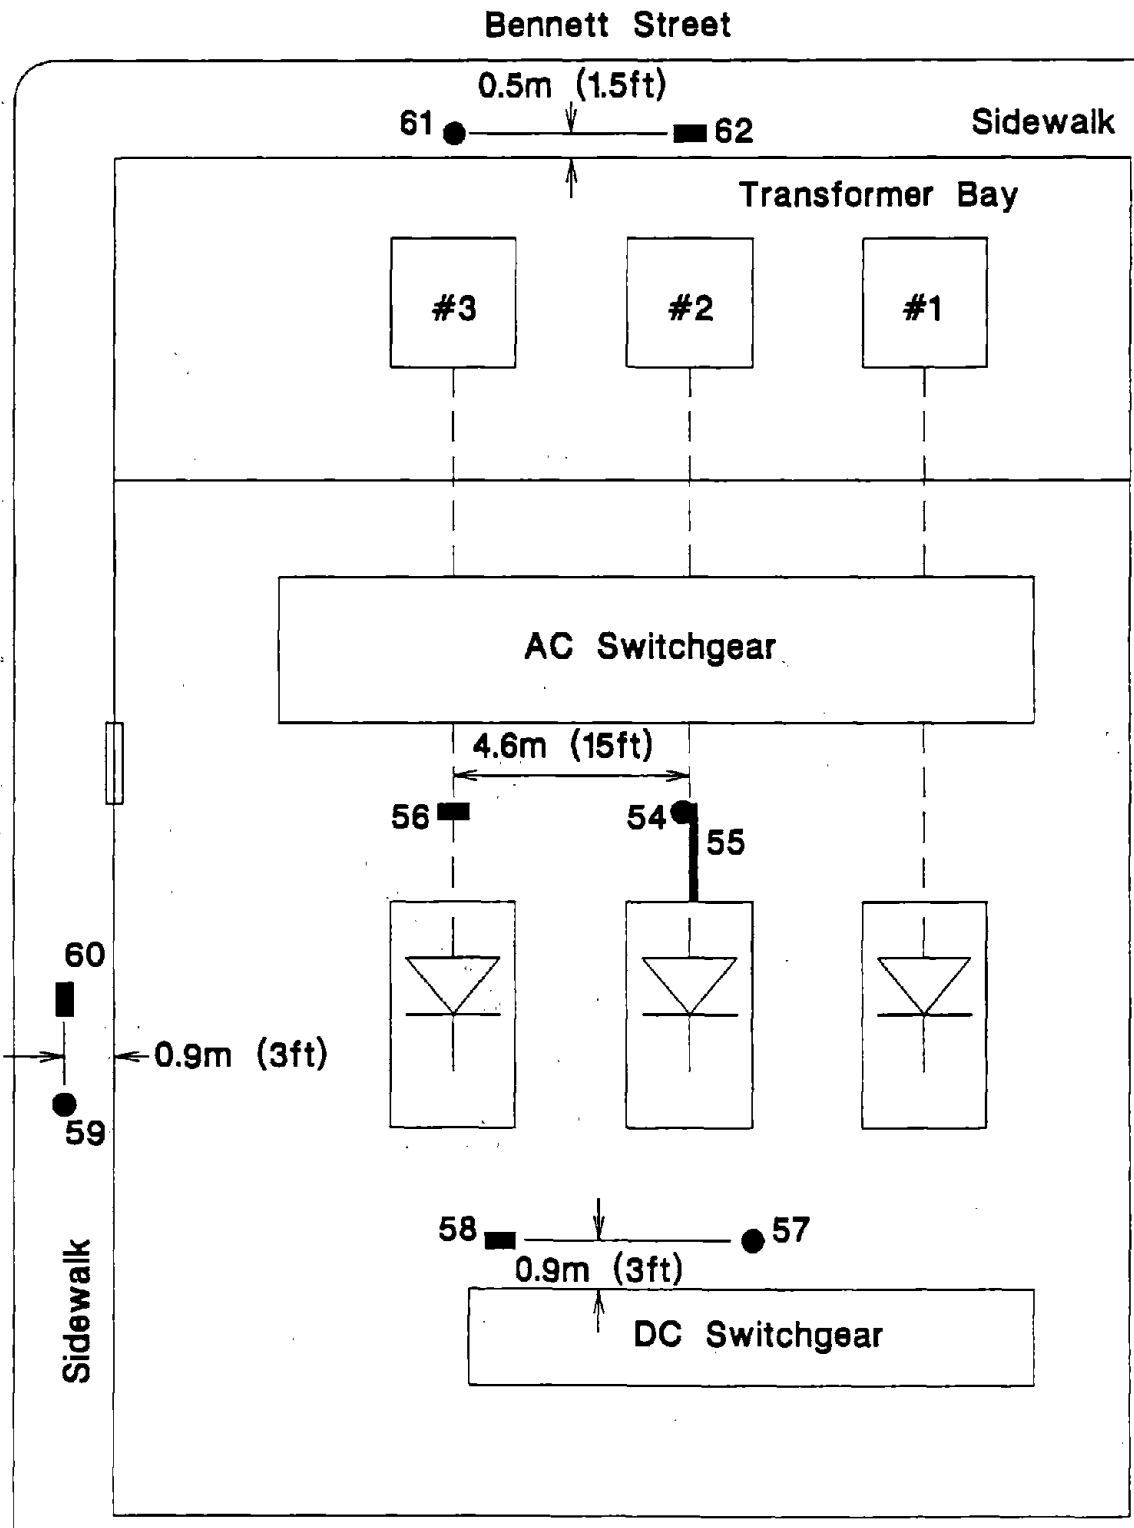 Bennett Street
0.5m (1.5ft)
61
62
Sidewalk
Transformer Bay
#3
#2
#1
AC Switchgear
4.6m (15ft)
56
54
55
60
0.9m (3ft)
59
58
57
0.9m (3ft)
Sidewalk
DC Switchgear